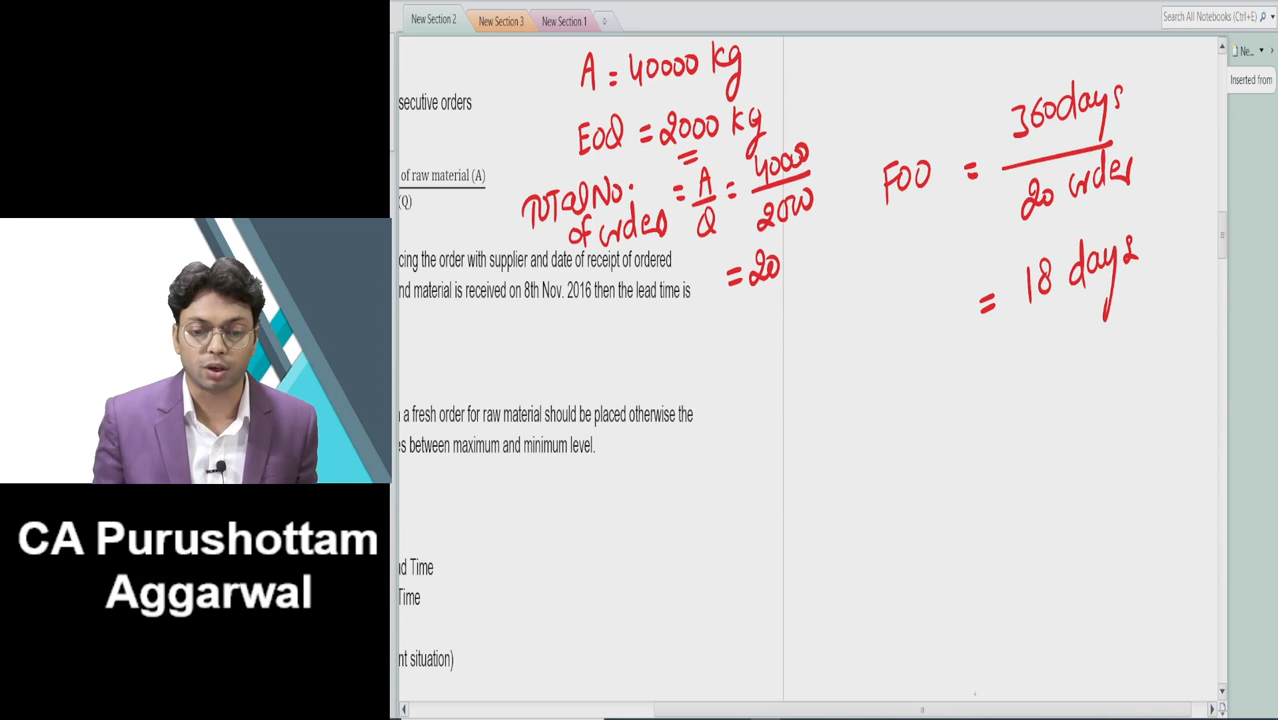 New Section 2
New Section 3
New Section 1
Search All Notebooks (Ctrl+E)
Ne...
Inserted from
secutive orders
of raw material (A)
(Q)
cing the order with supplier and date of receipt of ordered
nd material is received on 8th Nov. 2016 then the lead time is
a fresh order for raw material should be placed otherwise the
es between maximum and minimum level.
d Time
Time
nt situation)
A = 40000 kg
EOQ = 2000 kg
Total No. of order = A/Q = 40000/2000
= 20
FOO = 360 days / 20 order
= 18 days
CA Purushottam
Aggarwal